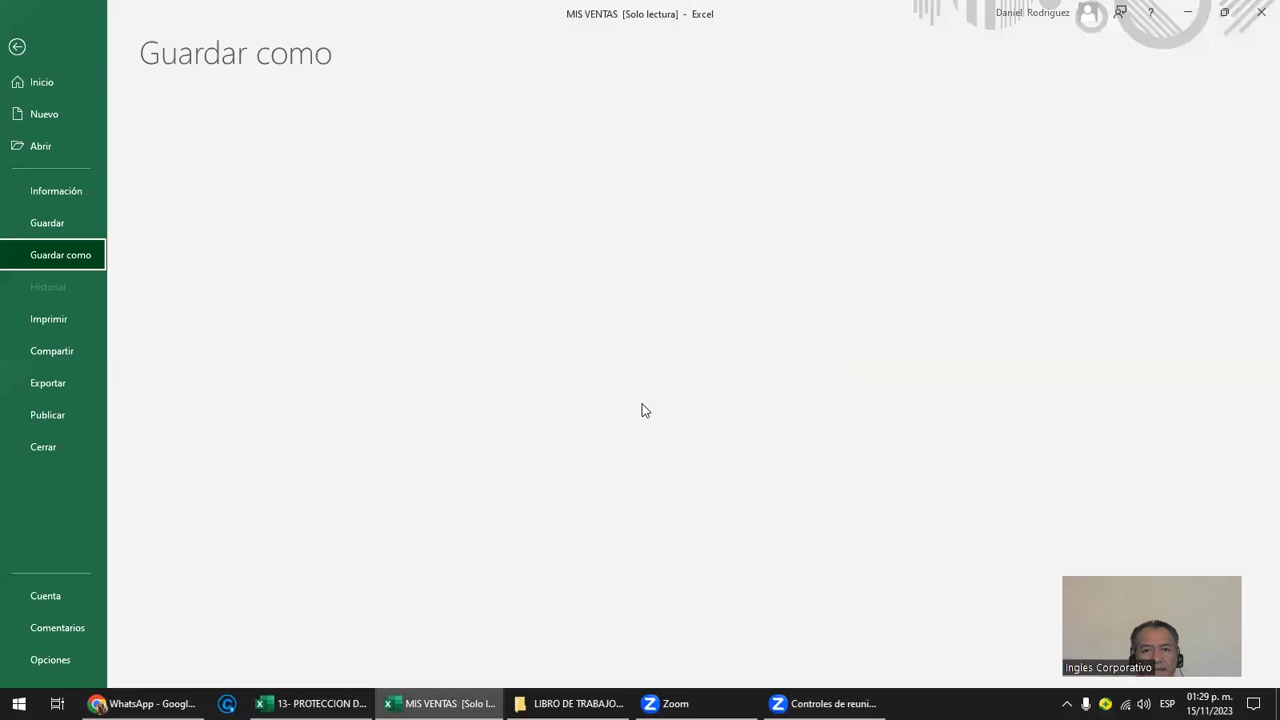 MIS VENTAS [Solo lectura] - Excel
Daniel Rodriguez
?
Guardar como
Inicio
Nuevo
Abrir
Información
Guardar
Guardar como
Historial
Imprimir
Compartir
Exportar
Publicar
Cerrar
Cuenta
Comentarios
Opciones
Ingles Corporativo
WhatsApp - Googl...
13- PROTECCION D...
MIS VENTAS [Solo l...
LIBRO DE TRABAJO...
Zoom
Controles de reuni...
ESP
01:29 p. m.
15/11/2023